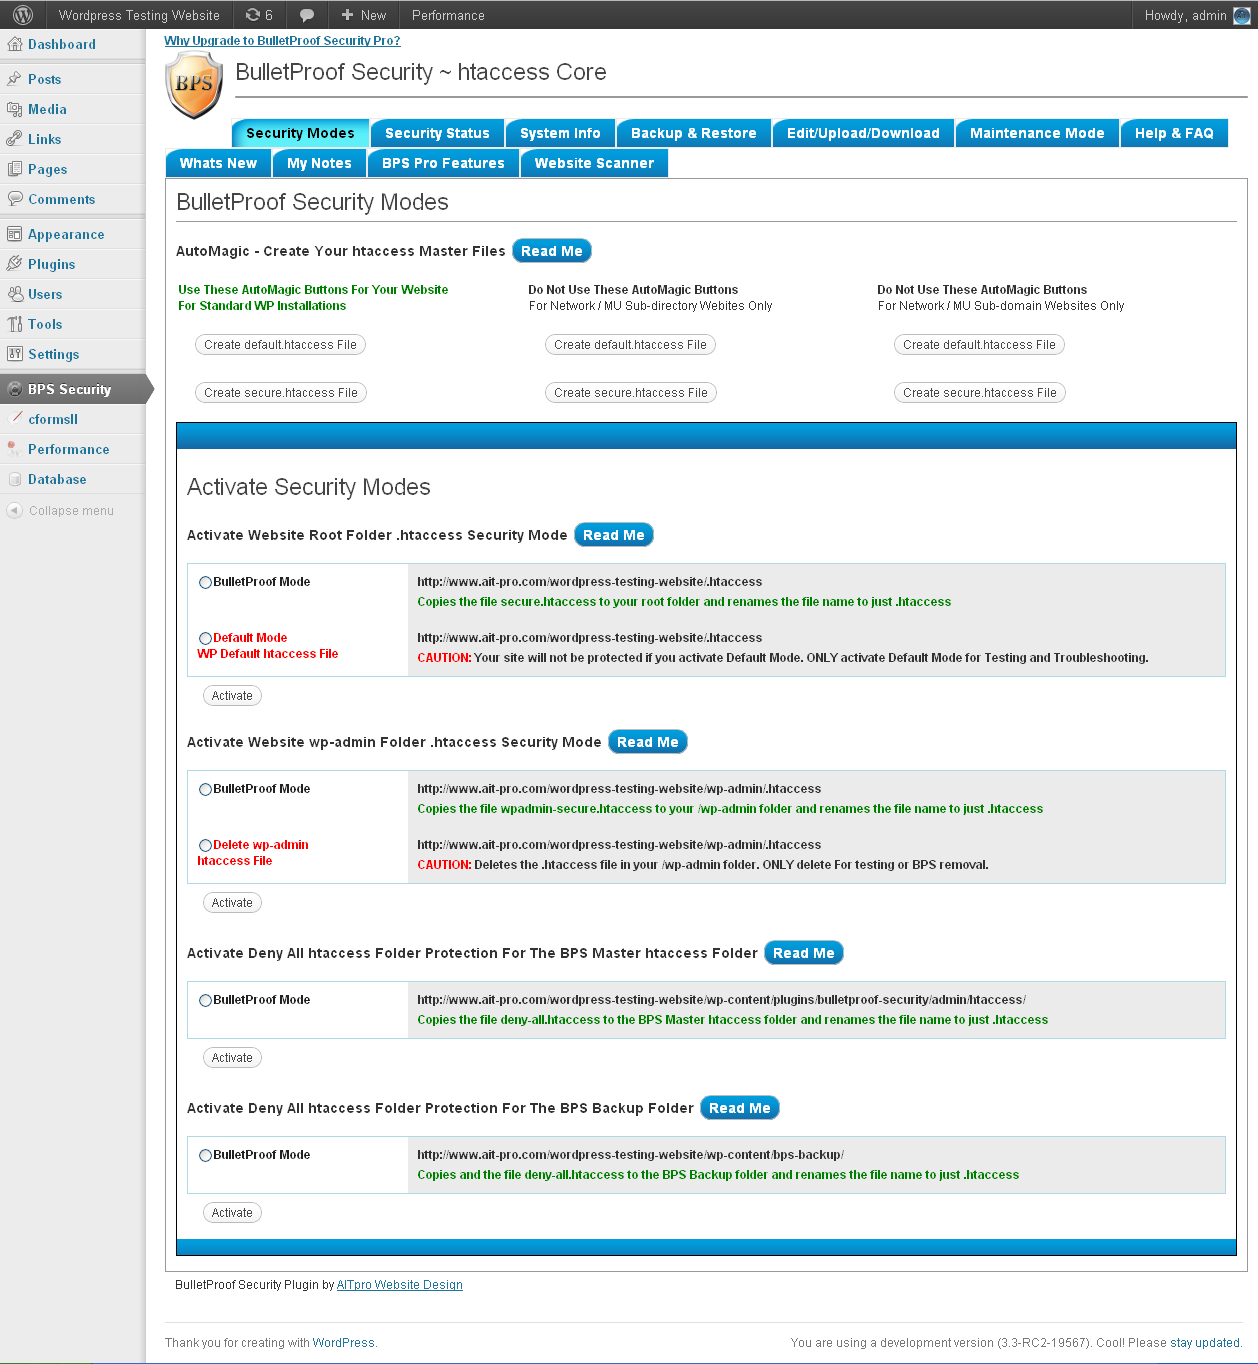 Wordpress Testing Website 6 New Performance Howdy, admin
Dashboard
Posts
Media
Links
Pages
Comments
Appearance
Plugins
Users
Tools
Settings
BPS Security
cformsII
Performance
Database
Collapse menu
Why Upgrade to BulletProof Security Pro?
BPS
BulletProof Security ~ htaccess Core
Security Modes Security Status System Info Backup & Restore Edit/Upload/Download Maintenance Mode Help & FAQ
Whats New My Notes BPS Pro Features Website Scanner
BulletProof Security Modes
AutoMagic - Create Your htaccess Master Files Read Me
Use These AutoMagic Buttons For Your Website
For Standard WP Installations
Do Not Use These AutoMagic Buttons
For Network / MU Sub-directory Webites Only
Do Not Use These AutoMagic Buttons
For Network / MU Sub-domain Websites Only
Create default.htaccess File Create default.htaccess File Create default.htaccess File
Create secure.htaccess File Create secure.htaccess File Create secure.htaccess File
Activate Security Modes
Activate Website Root Folder .htaccess Security Mode Read Me
BulletProof Mode http://www.ait-pro.com/wordpress-testing-website/.htaccess
Copies the file secure.htaccess to your root folder and renames the file name to just .htaccess
Default Mode http://www.ait-pro.com/wordpress-testing-website/.htaccess
WP Default htaccess File CAUTION: Your site will not be protected if you activate Default Mode. ONLY activate Default Mode for Testing and Troubleshooting.
Activate
Activate Website wp-admin Folder .htaccess Security Mode Read Me
BulletProof Mode http://www.ait-pro.com/wordpress-testing-website/wp-admin/.htaccess
Copies the file wpadmin-secure.htaccess to your /wp-admin folder and renames the file name to just .htaccess
Delete wp-admin http://www.ait-pro.com/wordpress-testing-website/wp-admin/.htaccess
htaccess File CAUTION: Deletes the .htaccess file in your /wp-admin folder. ONLY delete For testing or BPS removal.
Activate
Activate Deny All htaccess Folder Protection For The BPS Master htaccess Folder Read Me
BulletProof Mode http://www.ait-pro.com/wordpress-testing-website/wp-content/plugins/bulletproof-security/admin/htaccess/
Copies the file deny-all.htaccess to the BPS Master htaccess folder and renames the file name to just .htaccess
Activate
Activate Deny All htaccess Folder Protection For The BPS Backup Folder Read Me
BulletProof Mode http://www.ait-pro.com/wordpress-testing-website/wp-content/bps-backup/
Copies and the file deny-all.htaccess to the BPS Backup folder and renames the file name to just .htaccess
Activate
BulletProof Security Plugin by AITpro Website Design
Thank you for creating with WordPress. You are using a development version (3.3-RC2-19567). Cool! Please stay updated.